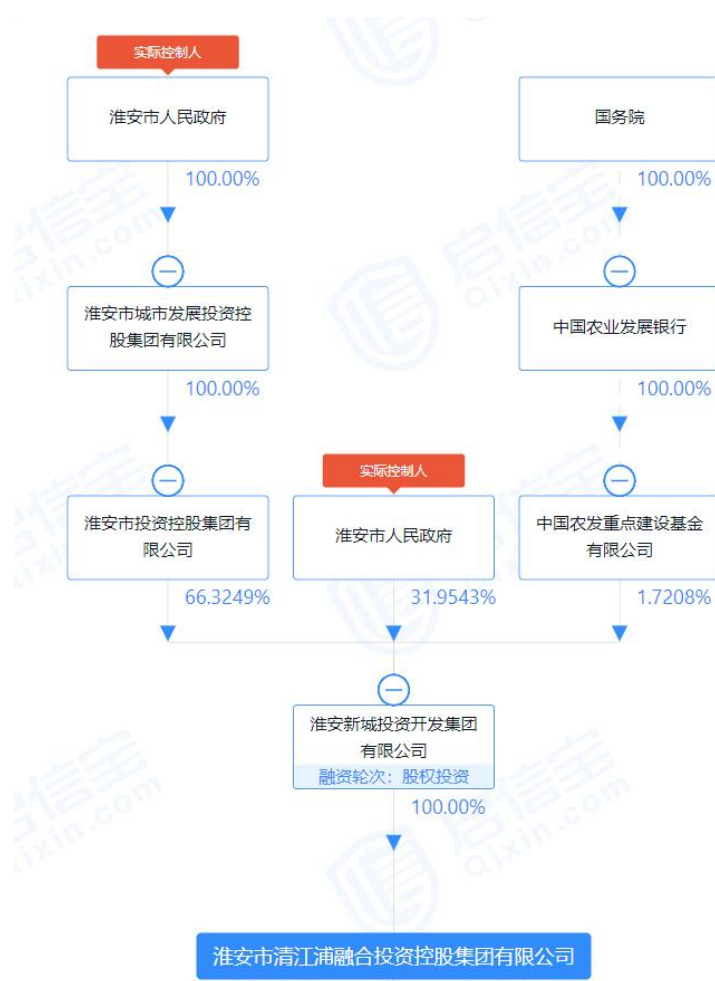 实际控制人
淮安市人民政府
国务院
100.00%
100.00%
淮安市城市发展投资控
股集团有限公司
中国农业发展银行
100.00%
100.00%
实际控制人
淮安市投资控股集团有
限公司
淮安市人民政府
中国农发重点建设基金
有限公司
66.3249%
31.9543%
1.7208%
淮安新城投资开发集团
有限公司
融资轮次：股权投资
100.00%
淮安市清江浦融合投资控股集团有限公司
启信宝
Qixin.com